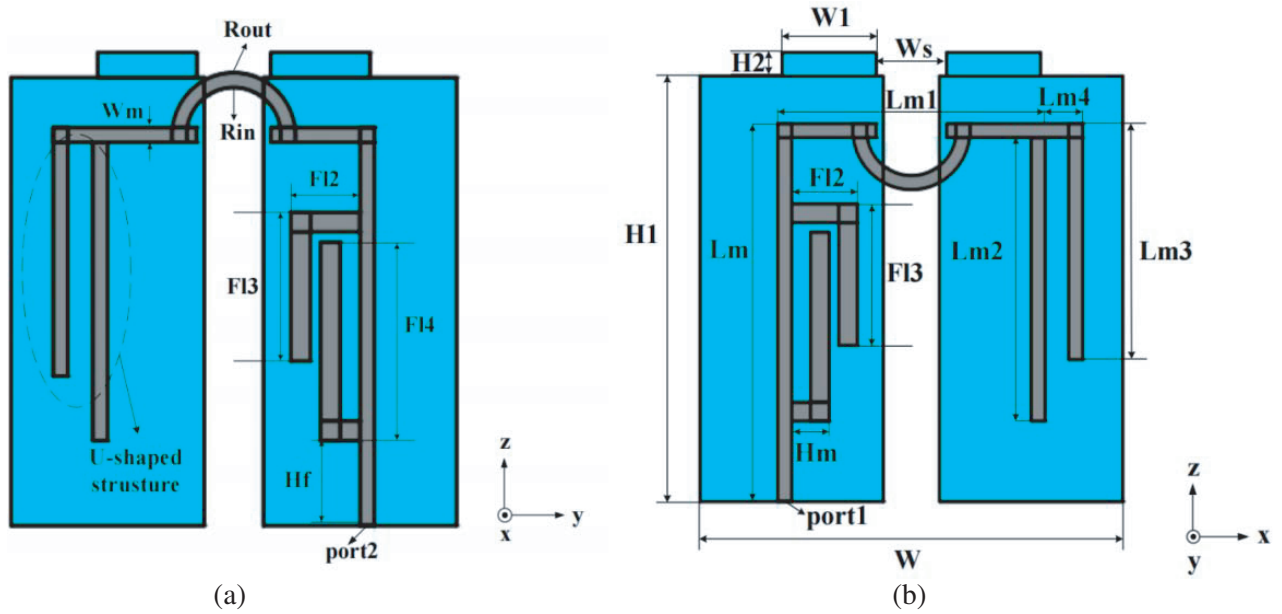 Rout
Wm
Rin
Fl2
Fl3
Fl4
U-shaped
strusture
Hf
port2
z
y
x
(a)
W1
H2
Ws
Lm1
Lm4
Fl2
H1
Lm
Lm2
Lm3
Fl3
Hm
port1
W
z
x
y
(b)